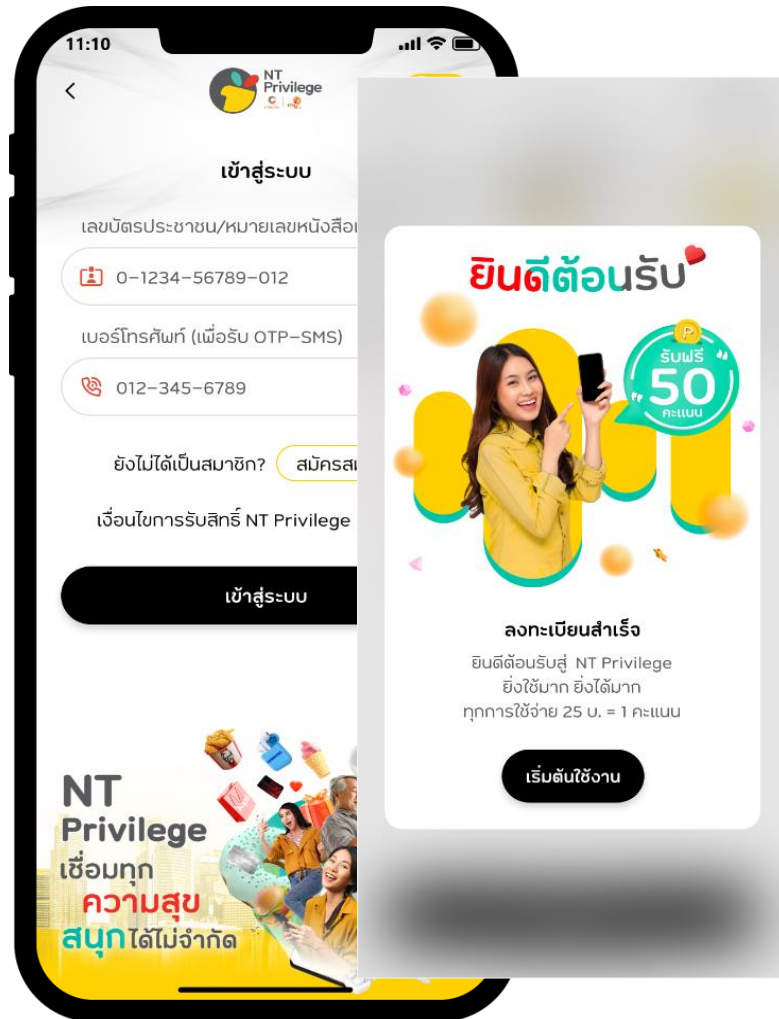 11:10
NT
Privilege
เข้าสู่ระบบ
เลขบัตรประชาชน/หมายเลขหนังสือ
0-1234-56789-012
เบอร์โทรศัพท์ (เพื่อรับ OTP-SMS)
012-345-6789
ยังไม่ได้เป็นสมาชิก?
เงื่อนไขการรับสิทธิ์ NT Privilege
เข้าสู่ระบบ
NT
Privilege
เชื่อมทุก
ความสุข
สนุกได้ไม่จำกัด
ยินดีต้อนรับ
P
รับฟรี
"50"
คะแนน
ลงทะเบียนสำเร็จ
ยินดีต้อนรับสู่ NT Privilege
ยิ่งใช้มาก ยิ่งได้มาก
ทุกการใช้จ่าย 25 บ. = 1 คะแนน
เริ่มต้นใช้งาน